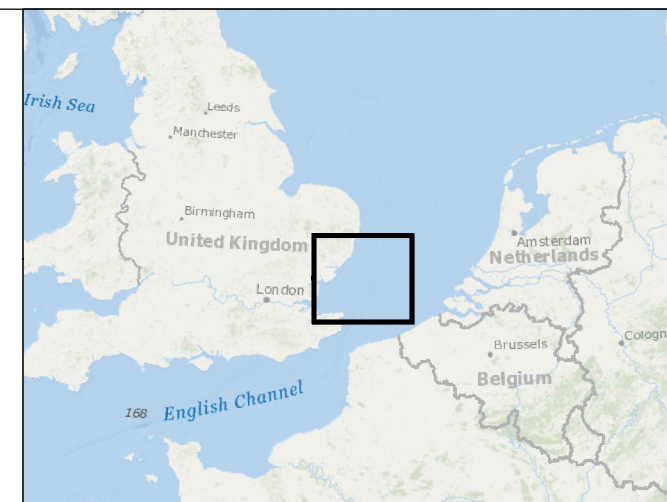 Irish Sea
Leeds
Manchester
Birmingham
United Kingdom
London
Amsterdam
Netherlands
Brussels
Cologn
Belgium
168
English Channel